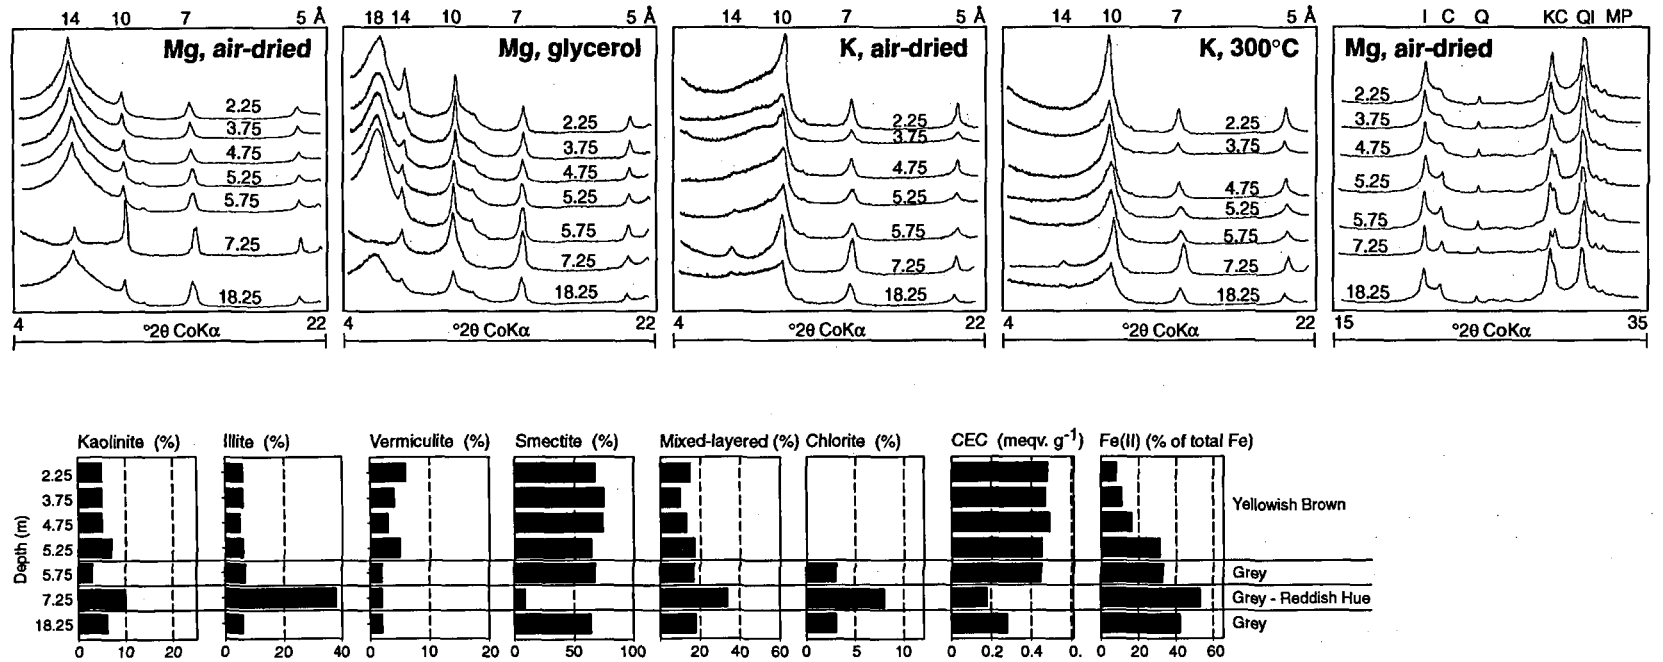 14 10 7 5 Å
18 14 10 7 5 Å
14 10 7 5 Å
14 10 7 5 Å
I C Q KC QI MP
Mg, air-dried
2.25
3.75
4.75
5.25
5.75
7.25
18.25
4 22
°2θ CoKα
Mg, glycerol
2.25
3.75
4.75
5.25
5.75
7.25
18.25
4 22
°2θ CoKα
K, air-dried
2.25
3.75
4.75
5.25
5.75
7.25
18.25
4 22
°2θ CoKα
K, 300°C
2.25
3.75
4.75
5.25
5.75
7.25
18.25
4 22
°2θ CoKα
Mg, air-dried
2.25
3.75
4.75
5.25
5.75
7.25
18.25
15 35
°2θ CoKα
Kaolinite (%) Illite (%) Vermiculite (%) Smectite (%) Mixed-layered (%) Chlorite (%) CEC (meqv. g-1) Fe(II) (% of total Fe)
Depth (m)
2.25
3.75
4.75
5.25
5.75
7.25
18.25
Yellowish Brown
Grey
Grey - Reddish Hue
Grey
0 10 20
0 20 40
0 10 20
0 50 100
0 20 40 60
0 5 10
0 0.2 0.4 0.
0 20 40 60